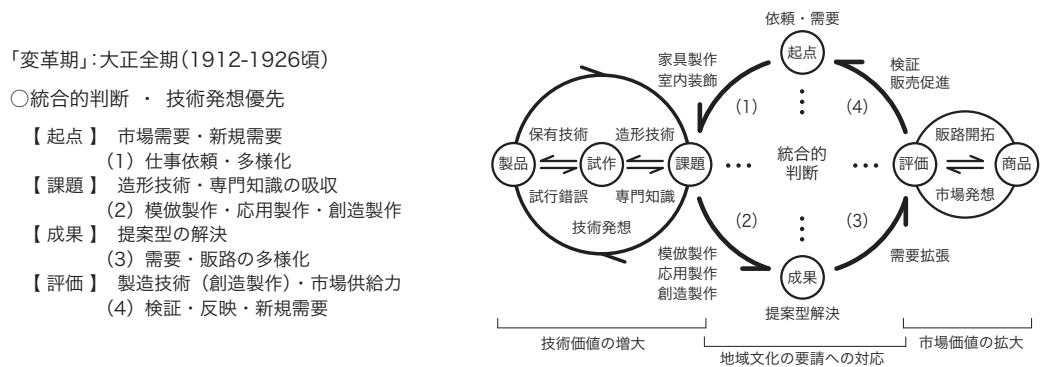 「変革期」：大正全期（1912-1926頃）
○統合的判断 ・ 技術発想優先
【 起点 】 市場需要・新規需要
（1）仕事依頼・多様化
【 課題 】 造形技術・専門知識の吸収
（2）模倣製作・応用製作・創造製作
【 成果 】 提案型の解決
（3）需要・販路の多様化
【 評価 】 製造技術（創造製作）・市場供給力
（4）検証・反映・新規需要
依頼・需要
起点
家具製作
室内装飾
検証
販売促進
（1）
（4）
保有技術
造形技術
販路開拓
製品
試作
課題
統合的
判断
評価
商品
試行錯誤
専門知識
市場発想
技術発想
（2）
（3）
模倣製作
応用製作
創造製作
需要拡張
成果
提案型解決
技術価値の増大
地域文化の要請への対応
市場価値の拡大